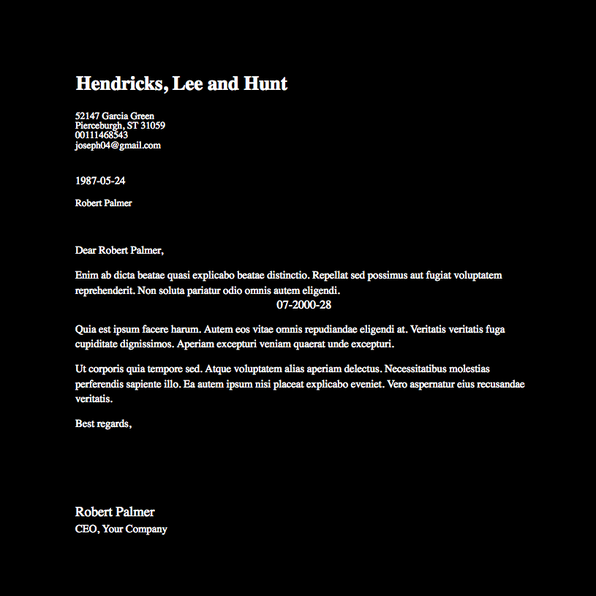 Hendricks, Lee and Hunt
52147 Garcia Green
Pierceburgh, ST 31059
00111468543
joseph04@gmail.com
1987-05-24
Robert Palmer
Dear Robert Palmer,
Enim ab dicta beatae quasi explicabo beatae distinctio. Repellat sed possimus aut fugiat voluptatem
reprehenderit. Non soluta pariatur odio omnis autem eligendi.
07-2000-28
Quia est ipsum facere harum. Autem eos vitae omnis repudiandae eligendi at. Veritatis veritatis fuga
cupiditate dignissimos. Aperiam excepturi veniam quaerat unde excepturi.
Ut corporis quia tempore sed. Atque voluptatem alias aperiam delectus. Necessitatibus molestias
perferendis sapiente illo. Ea autem ipsum nisi placeat explicabo eveniet. Vero aspernatur eius recusandae
veritatis.
Best regards,
Robert Palmer
CEO, Your Company